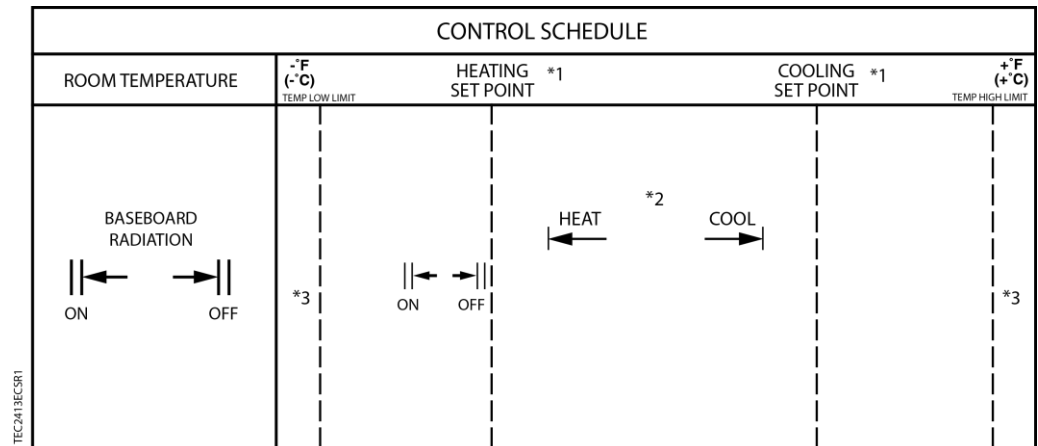 CONTROL SCHEDULE
ROOM TEMPERATURE
-˚F
(-˚C)
TEMP LOW LIMIT
HEATING *1
SET POINT
COOLING *1
SET POINT
+˚F
(+˚C)
TEMP HIGH LIMIT
BASEBOARD
RADIATION
ON OFF
*3
ON OFF
HEAT
*2
COOL
*3
TEC2413ECSR1